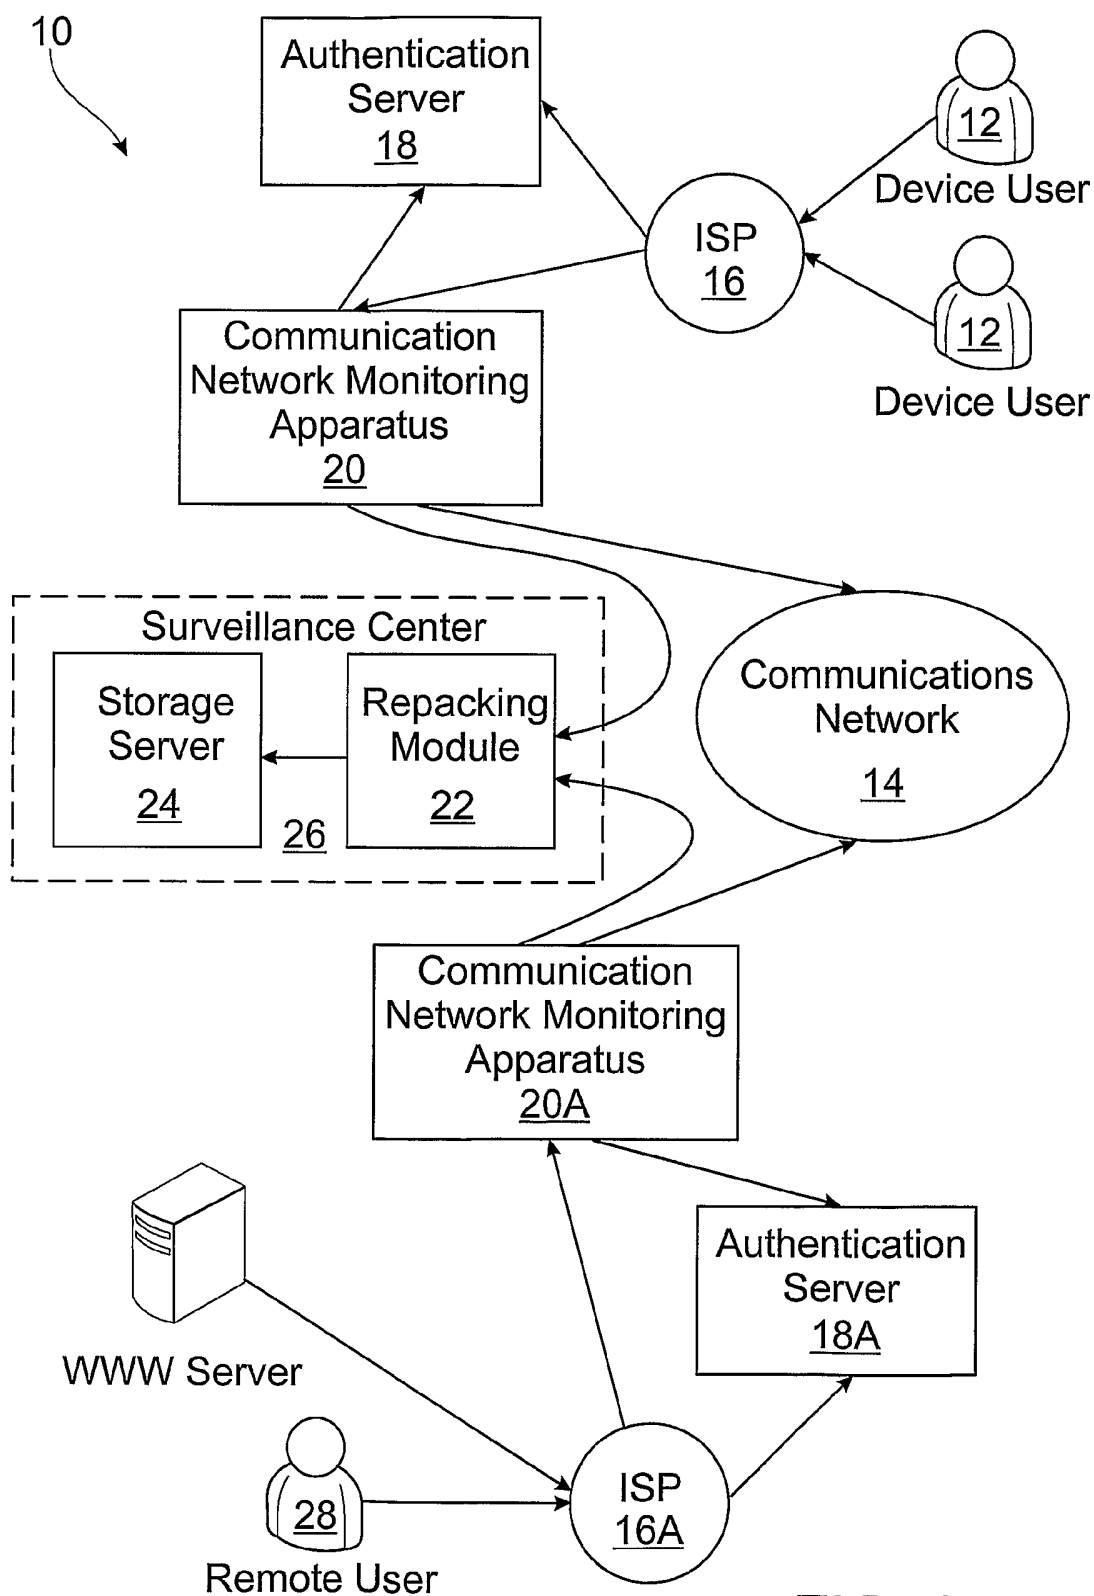 10
Authentication
Server
18
12
Device User
ISP
16
12
Device User
Communication
Network Monitoring
Apparatus
20
Surveillance Center
Storage
Server
24
Repacking
Module
22
26
Communications
Network
14
Communication
Network Monitoring
Apparatus
20A
WWW Server
Authentication
Server
18A
28
Remote User
ISP
16A